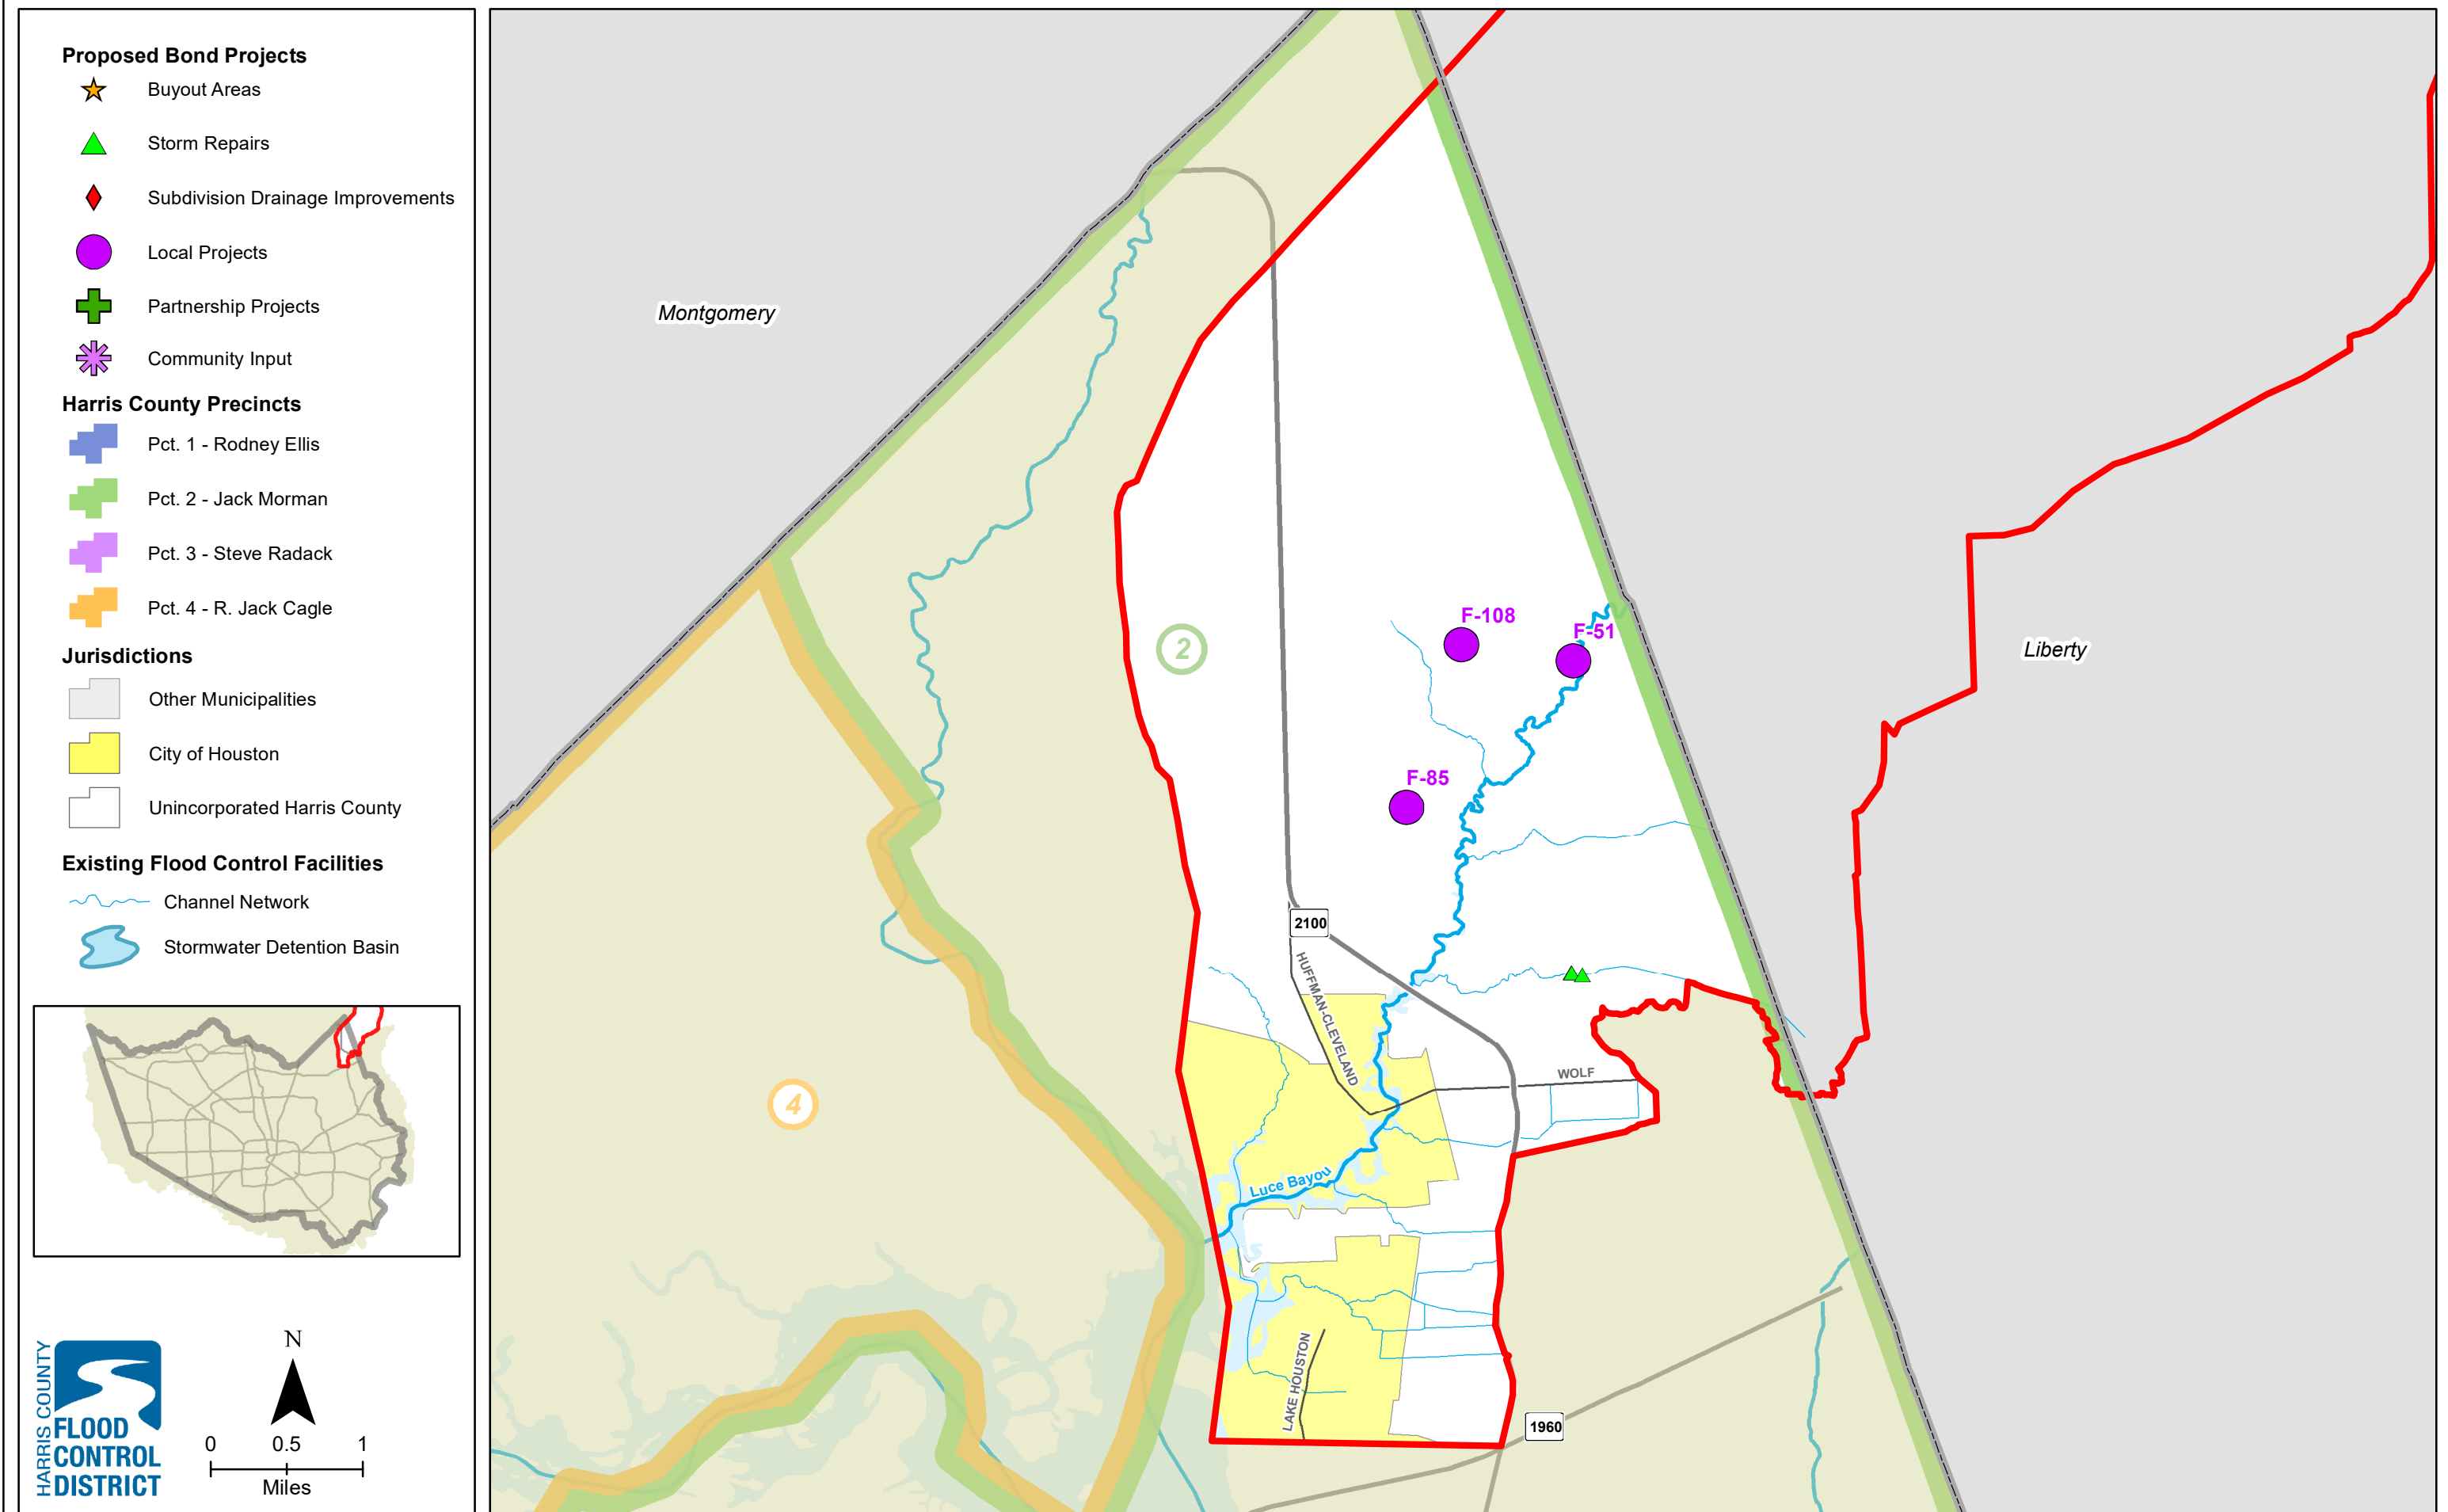 Proposed Bond Projects
Buyout Areas
Storm Repairs
Subdivision Drainage Improvements
Local Projects
Partnership Projects
Community Input
Harris County Precincts
Pct. 1 - Rodney Ellis
Pct. 2 - Jack Morman
Pct. 3 - Steve Radack
Pct. 4 - R. Jack Cagle
Jurisdictions
Other Municipalities
City of Houston
Unincorporated Harris County
Existing Flood Control Facilities
Channel Network
Stormwater Detention Basin
HARRIS COUNTY
FLOOD
CONTROL
DISTRICT
N
0 0.5 1
Miles
Montgomery
2
F-108
F-51
Liberty
F-85
2100
HUFFMAN-CLEVELAND
WOLF
4
Luce Bayou
LAKE HOUSTON
1960